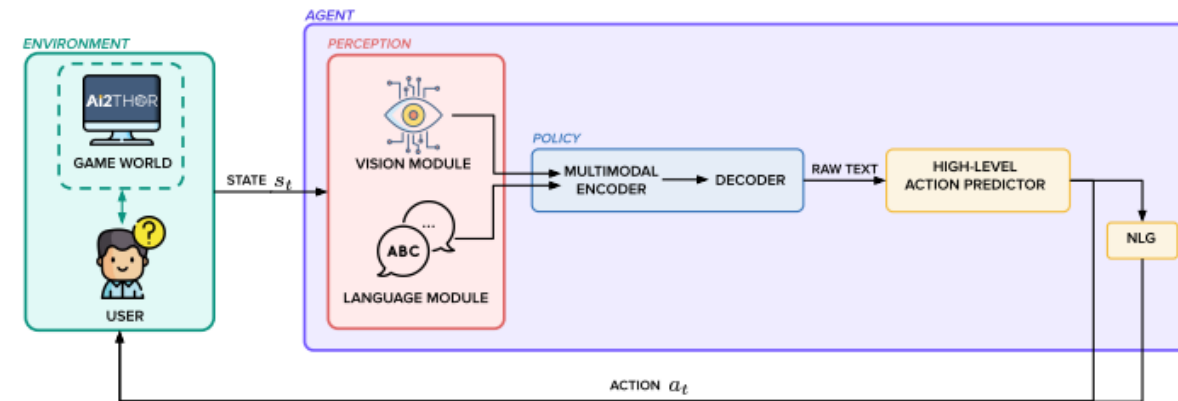 AGENT
ENVIRONMENT
PERCEPTION
Ai2THOR
GAME WORLD
VISION MODULE
POLICY
MULTIMODAL
ENCODER
DECODER
RAW TEXT
HIGH-LEVEL
ACTION PREDICTOR
STATE s_t
?
...
ABC
NLG
LANGUAGE MODULE
USER
ACTION a_t